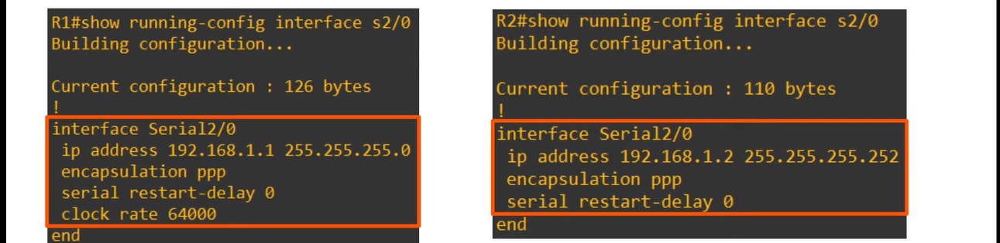 R1#show running-config interface s2/0
Building configuration...
Current configuration : 126 bytes
!
interface Serial2/0
ip address 192.168.1.1 255.255.255.0
encapsulation ppp
serial restart-delay 0
clock rate 64000
end
R2#show running-config interface s2/0
Building configuration...
Current configuration : 110 bytes
!
interface Serial2/0
ip address 192.168.1.2 255.255.255.252
encapsulation ppp
serial restart-delay 0
end